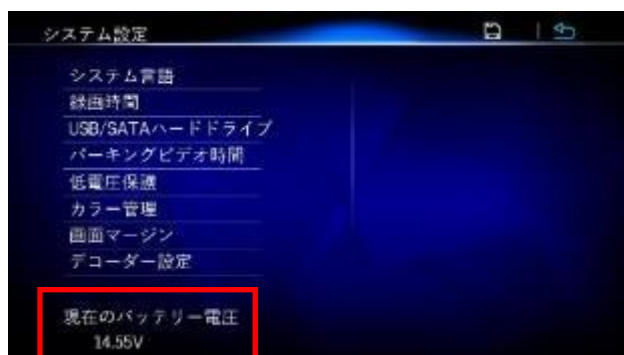 システム設定
システム言語
録画時間
USB/SATAハードドライブ
パーキングビデオ時間
低電圧保護
カラー管理
画面マージン
デコーダー設定
現在のバッテリー電圧
14.55V